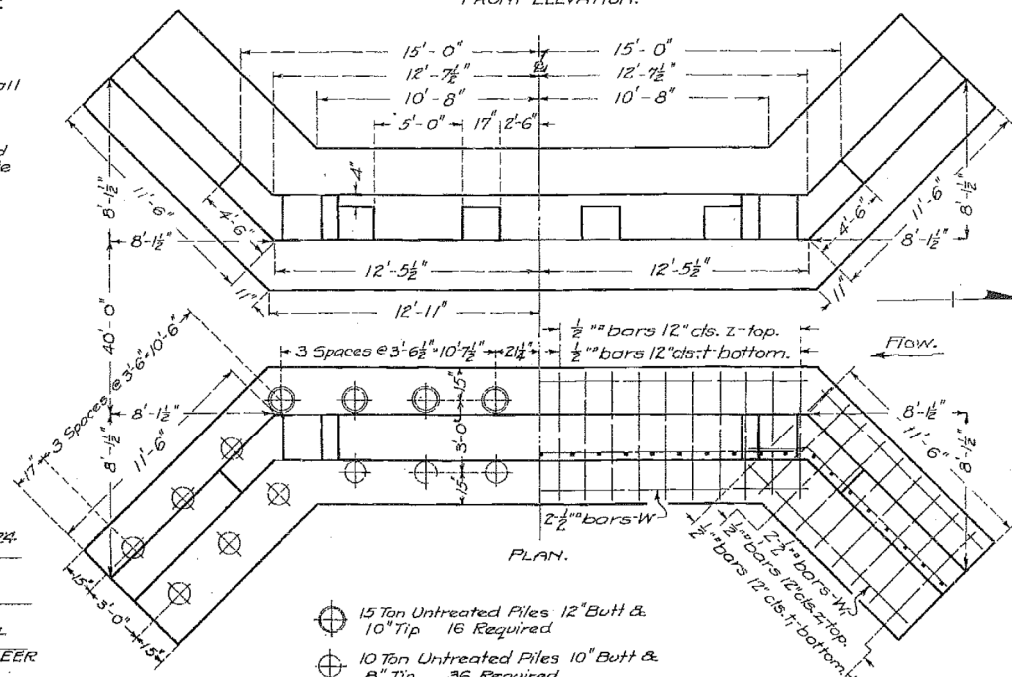 FRONT ELEVATION.
15'-0" 15'-0"
12'-7½" 12'-7½"
10'-8" 10'-8"
5'-0" 17" 2'-6"
4"
all
8'-1½" 11'-6" 4'-6" 4'-6" 11'-6" 8'-1½"
8'-1½" 8'-1½"
12'-5½" 12'-5½"
11" 11"
12'-11"
40'-0"
½"" bars 12" cts. z-top.
3 Spaces @ 3'-6½"=10'-7½" 21¼" ½"" bars 12" cts. t-bottom.
Flow.
3 Spaces @ 3'-6"=10'-6"
15"
8'-1½" 8'-1½"
17" 8'-1½" 11'-6" 3'-0" 11'-6" 8'-1½"
15"
2-½"" bars-W
PLAN.
2-½"" bars-W₁
½"" bars 12" cts. z₁ top.
½"" bars 12" cts. t₁-bottom.
24.
15" 3'-0" 15"
15 Ton Untreated Piles 12" Butt &
10" Tip 16 Required
EER
10 Ton Untreated Piles 10" Butt &
8" Tip 36 Required